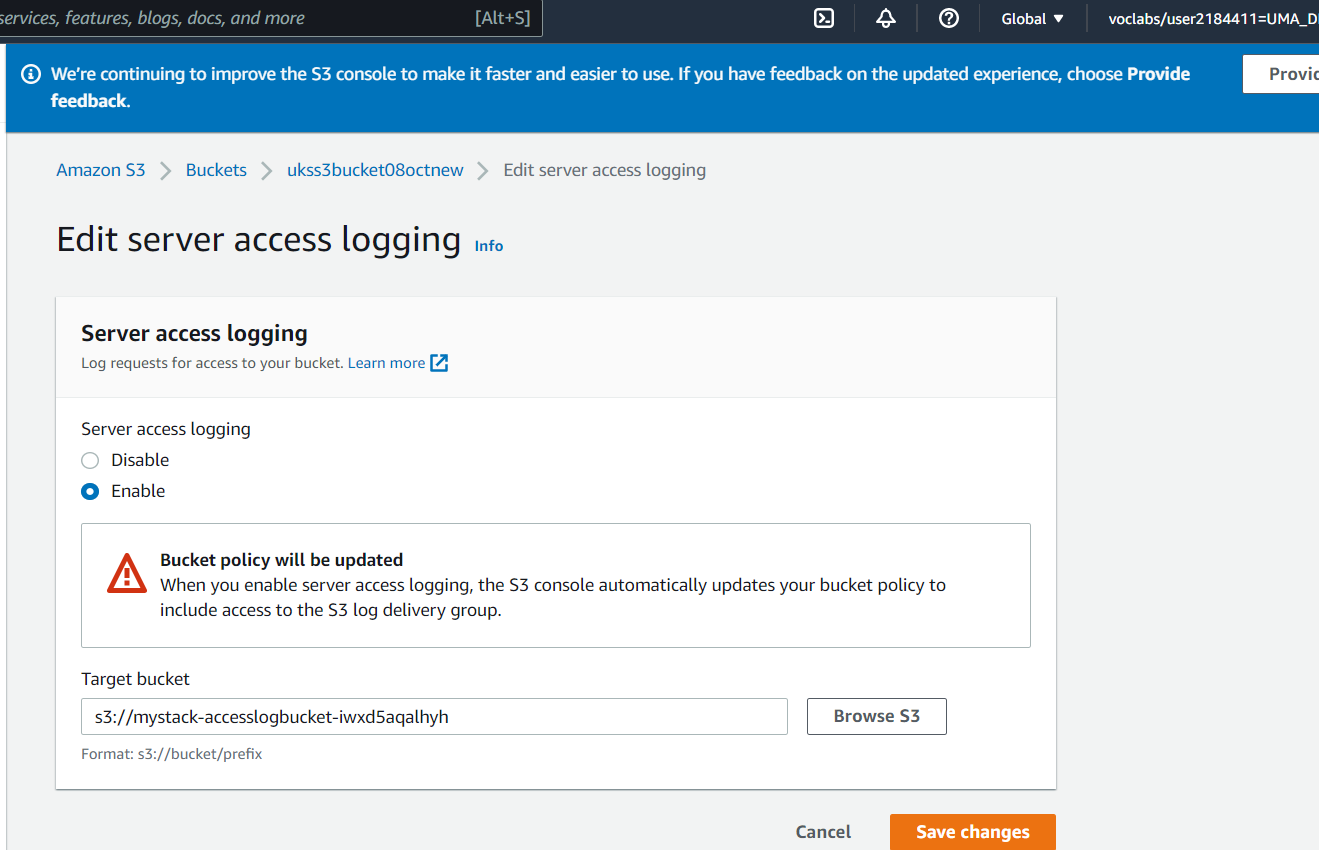 services, features, blogs, docs, and more [Alt+S] Global ▼ voclabs/user2184411=UMA_
We're continuing to improve the S3 console to make it faster and easier to use. If you have feedback on the updated experience, choose Provide
feedback.
Provid
Amazon S3 > Buckets > ukss3bucket08octnew > Edit server access logging
Edit server access logging Info
Server access logging
Log requests for access to your bucket. Learn more
Server access logging
Disable
Enable
Bucket policy will be updated
When you enable server access logging, the S3 console automatically updates your bucket policy to
include access to the S3 log delivery group.
Target bucket
s3://mystack-accesslogbucket-iwxd5aqalhyh
Browse S3
Format: s3://bucket/prefix
Cancel Save changes